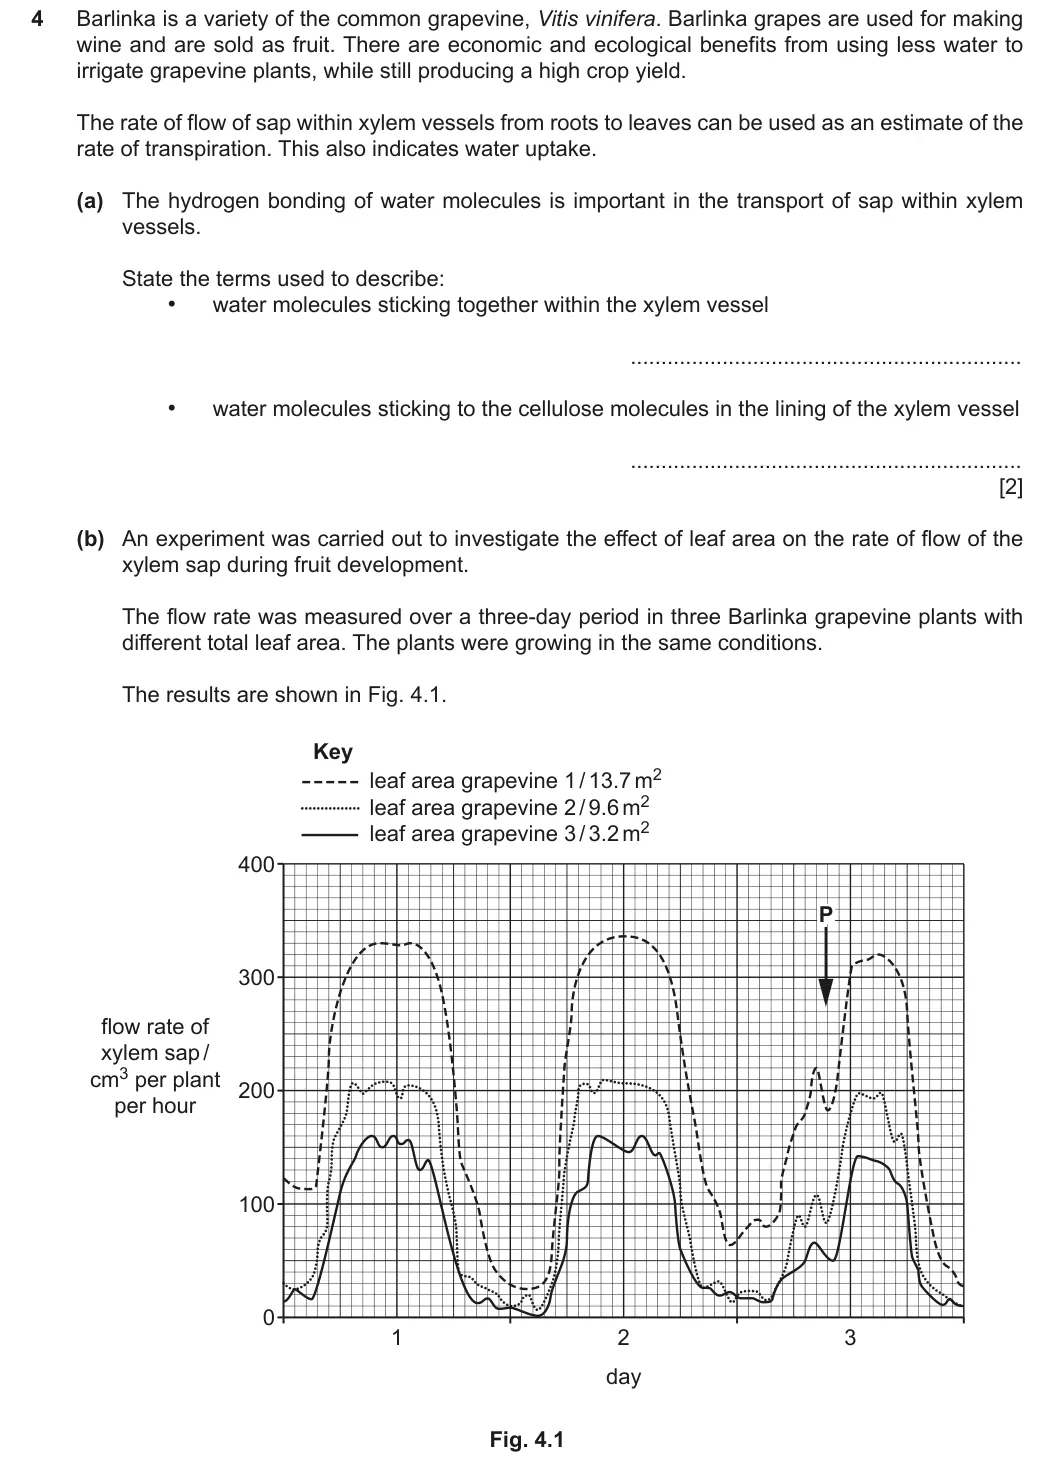 4 Barlinka is a variety of the common grapevine, Vitis vinifera. Barlinka grapes are used for making
wine and are sold as fruit. There are economic and ecological benefits from using less water to
irrigate grapevine plants, while still producing a high crop yield.
The rate of flow of sap within xylem vessels from roots to leaves can be used as an estimate of the
rate of transpiration. This also indicates water uptake.
(a) The hydrogen bonding of water molecules is important in the transport of sap within xylem
vessels.
State the terms used to describe:
• water molecules sticking together within the xylem vessel
................................................................
• water molecules sticking to the cellulose molecules in the lining of the xylem vessel
................................................................
[2]
(b) An experiment was carried out to investigate the effect of leaf area on the rate of flow of the
xylem sap during fruit development.
The flow rate was measured over a three-day period in three Barlinka grapevine plants with
different total leaf area. The plants were growing in the same conditions.
The results are shown in Fig. 4.1.
Key
leaf area grapevine 1 / 13.7 m²
leaf area grapevine 2 / 9.6 m²
leaf area grapevine 3 / 3.2 m²
400
P
300
flow rate of
xylem sap /
cm³ per plant
per hour
200
100
0
1 2 3
day
Fig. 4.1